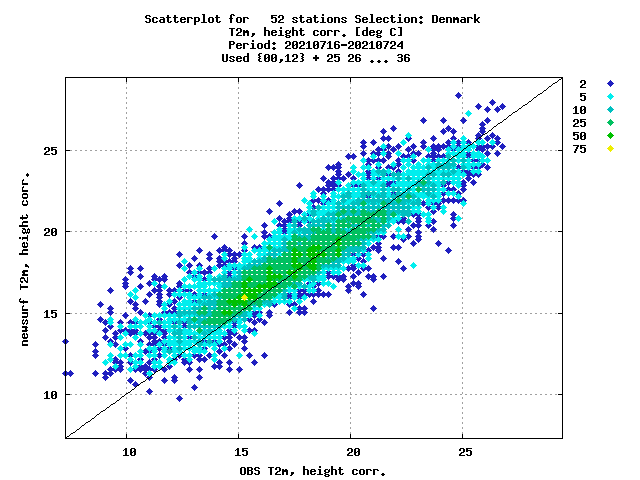 Scatterplot for   52 stations Selection: Denmark
T2m, height corr. [deg C]
Period: 20210716-20210724
Used {00,12} + 25 26 ... 36
2
5
10
25
50
75
25
20
15
10
newsurf T2m, height corr.
10 15 20 25
OBS T2m, height corr.